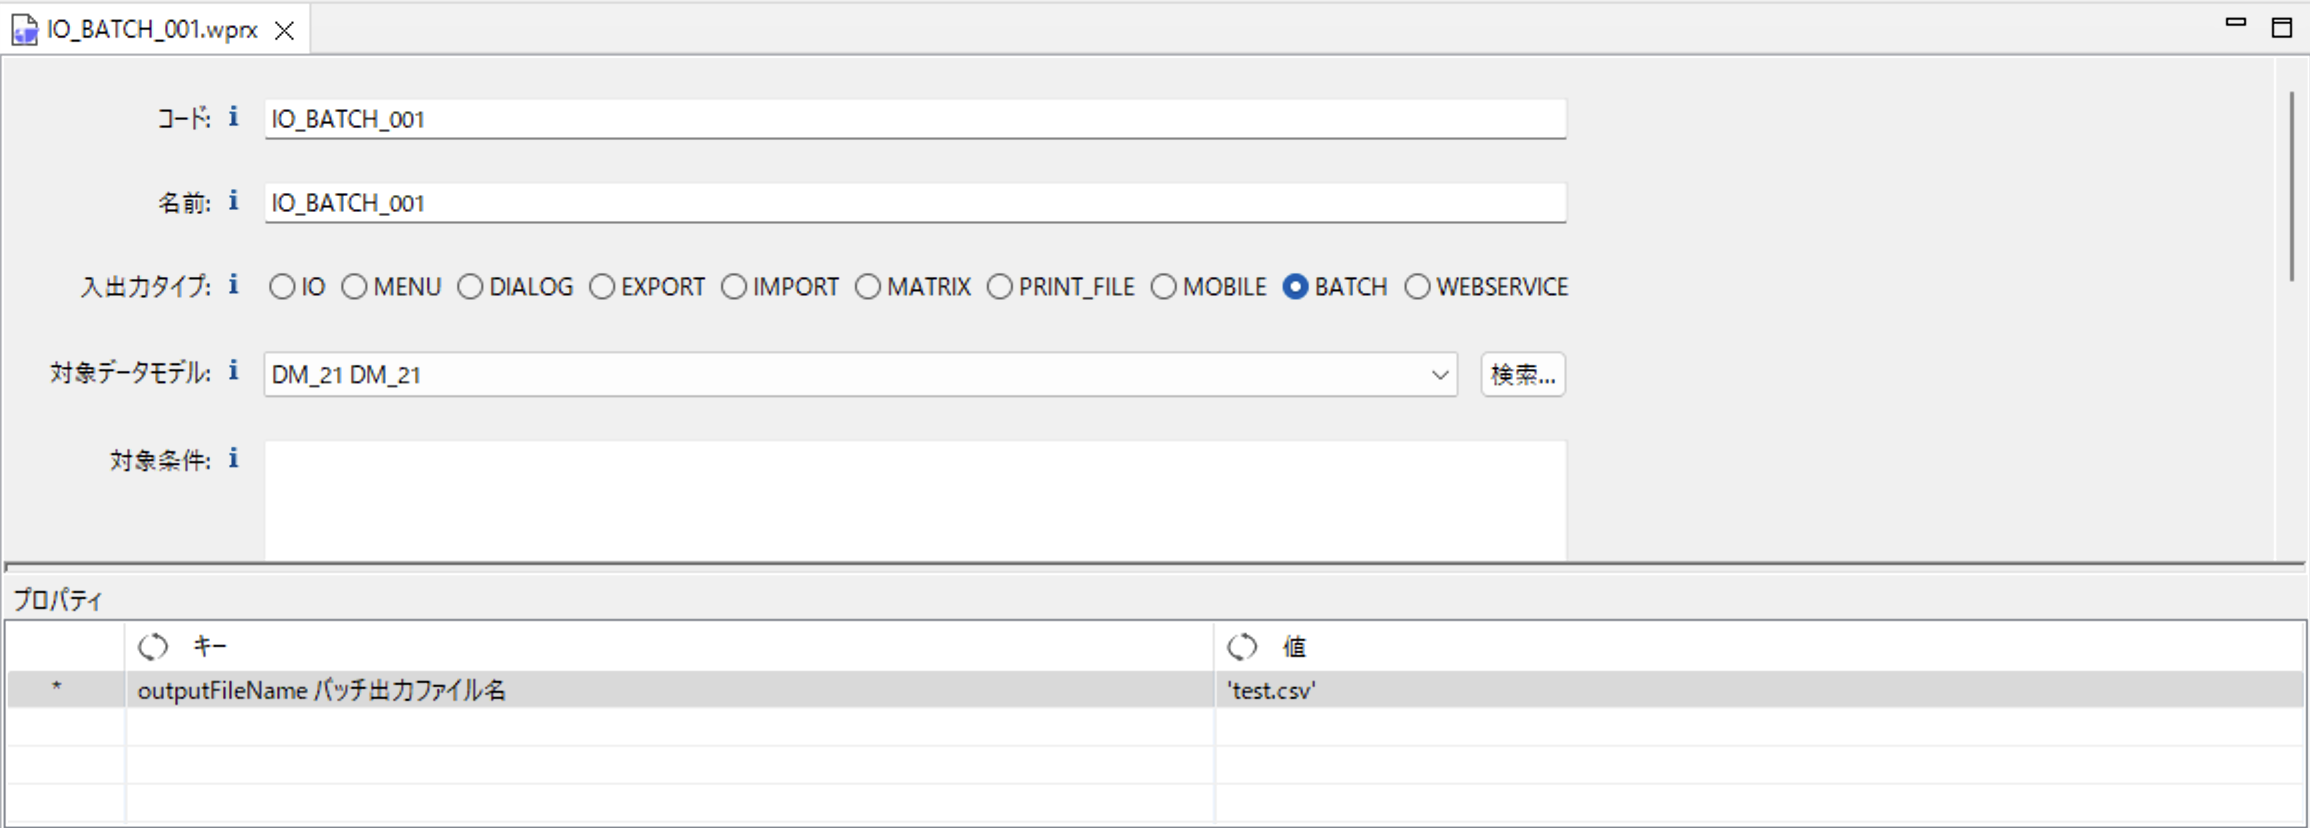 IO_BATCH_001.wprx
コード: IO_BATCH_001
名前: IO_BATCH_001
入出力タイプ: IO MENU DIALOG EXPORT IMPORT MATRIX PRINT_FILE MOBILE BATCH WEBSERVICE
対象データモデル: DM_21 DM_21 検索...
対象条件:
プロパティ
キー 値
* outputFileName バッチ出力ファイル名 'test.csv'